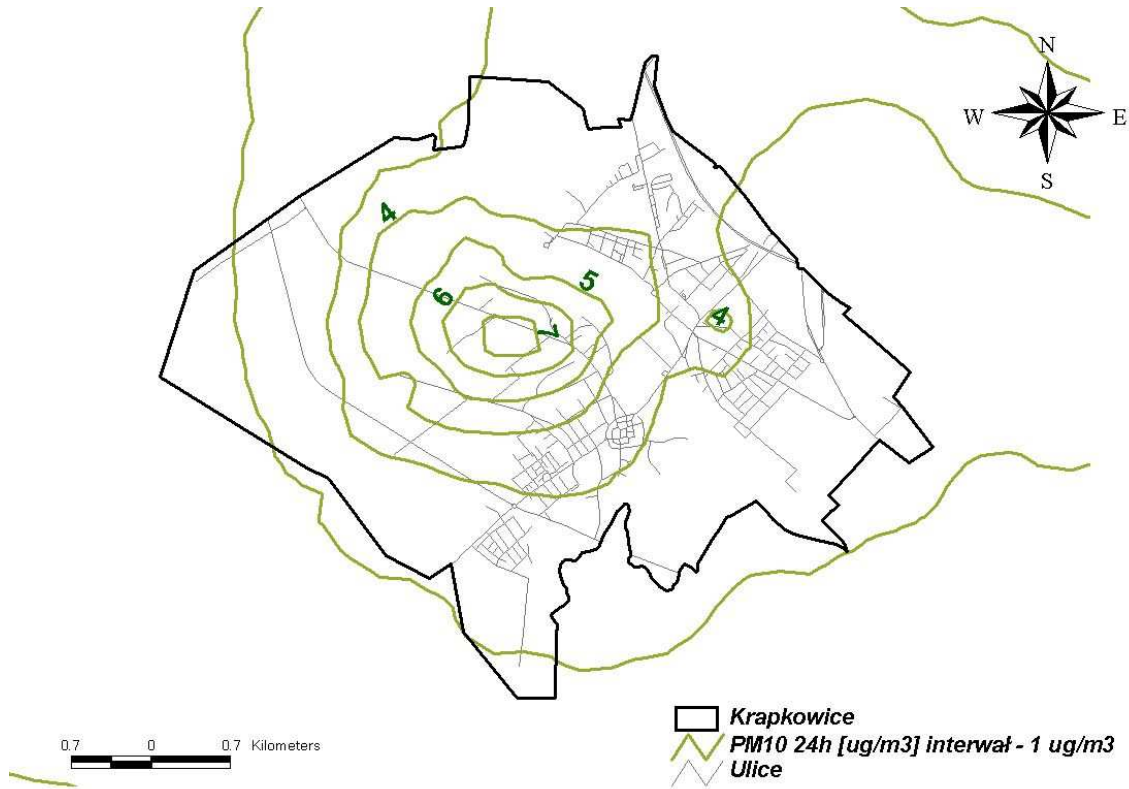 N
W E
S
4
5
6
7
4
0.7 0 0.7 Kilometers
Krapkowice
PM10 24h [ug/m3] interwał - 1 ug/m3
Ulice